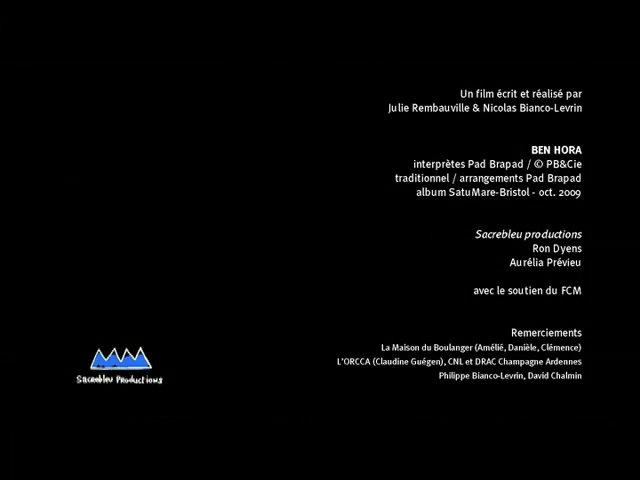 Un film écrit et réalisé par
Julie Rembauville & Nicolas Bianco-Levrin
BEN HORA
interprètes Pad Brapad / © PB&Cie
traditionnel / arrangements Pad Brapad
album SatuMare-Bristol - oct. 2009
Sacrebleu productions
Ron Dyens
Aurélia Prévieu
avec le soutien du FCM
Remerciements
La Maison du Boulanger (Amélié, Danièle, Clémence)
L'ORCCA (Claudine Guégen), CNL et DRAC Champagne Ardennes
Philippe Bianco-Levrin, David Chalmin
Sacrebleu Productions